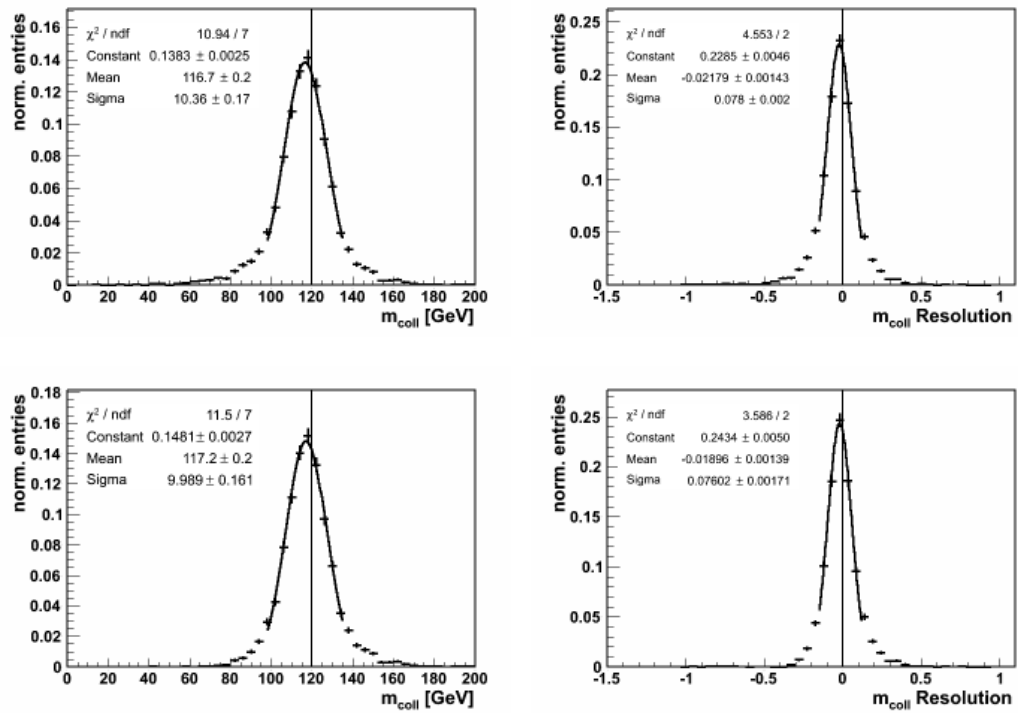 norm. entries
0.16
0.14
0.12
0.1
0.08
0.06
0.04
0.02
0
χ² / ndf 10.94 / 7
Constant 0.1383 ± 0.0025
Mean 116.7 ± 0.2
Sigma 10.36 ± 0.17
0 20 40 60 80 100 120 140 160 180 200
m_coll [GeV]
norm. entries
0.25
0.2
0.15
0.1
0.05
0
χ² / ndf 4.553 / 2
Constant 0.2285 ± 0.0046
Mean -0.02179 ± 0.00143
Sigma 0.078 ± 0.002
-1.5 -1 -0.5 0 0.5 1
m_coll Resolution
norm. entries
0.18
0.16
0.14
0.12
0.1
0.08
0.06
0.04
0.02
0
χ² / ndf 11.5 / 7
Constant 0.1481 ± 0.0027
Mean 117.2 ± 0.2
Sigma 9.989 ± 0.161
0 20 40 60 80 100 120 140 160 180 200
m_coll [GeV]
norm. entries
0.25
0.2
0.15
0.1
0.05
0
χ² / ndf 3.586 / 2
Constant 0.2434 ± 0.0050
Mean -0.01896 ± 0.00139
Sigma 0.07602 ± 0.00171
-1.5 -1 -0.5 0 0.5 1
m_coll Resolution